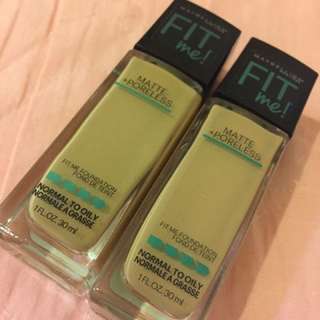 MAYBELLINE
FIT
me!
MATTE
+PORELESS
FIT ME FOUNDATION
FOND DE TEINT
NORMAL TO OILY
NORMALE A GRASSE
1 FL.OZ. 30 ml
MAYBELLINE
FIT
me!
MATTE
+PORELESS
FIT ME FOUNDATION
FOND DE TEINT
NORMAL TO OILY
NORMALE A GRASSE
1 FL.OZ. 30 ml